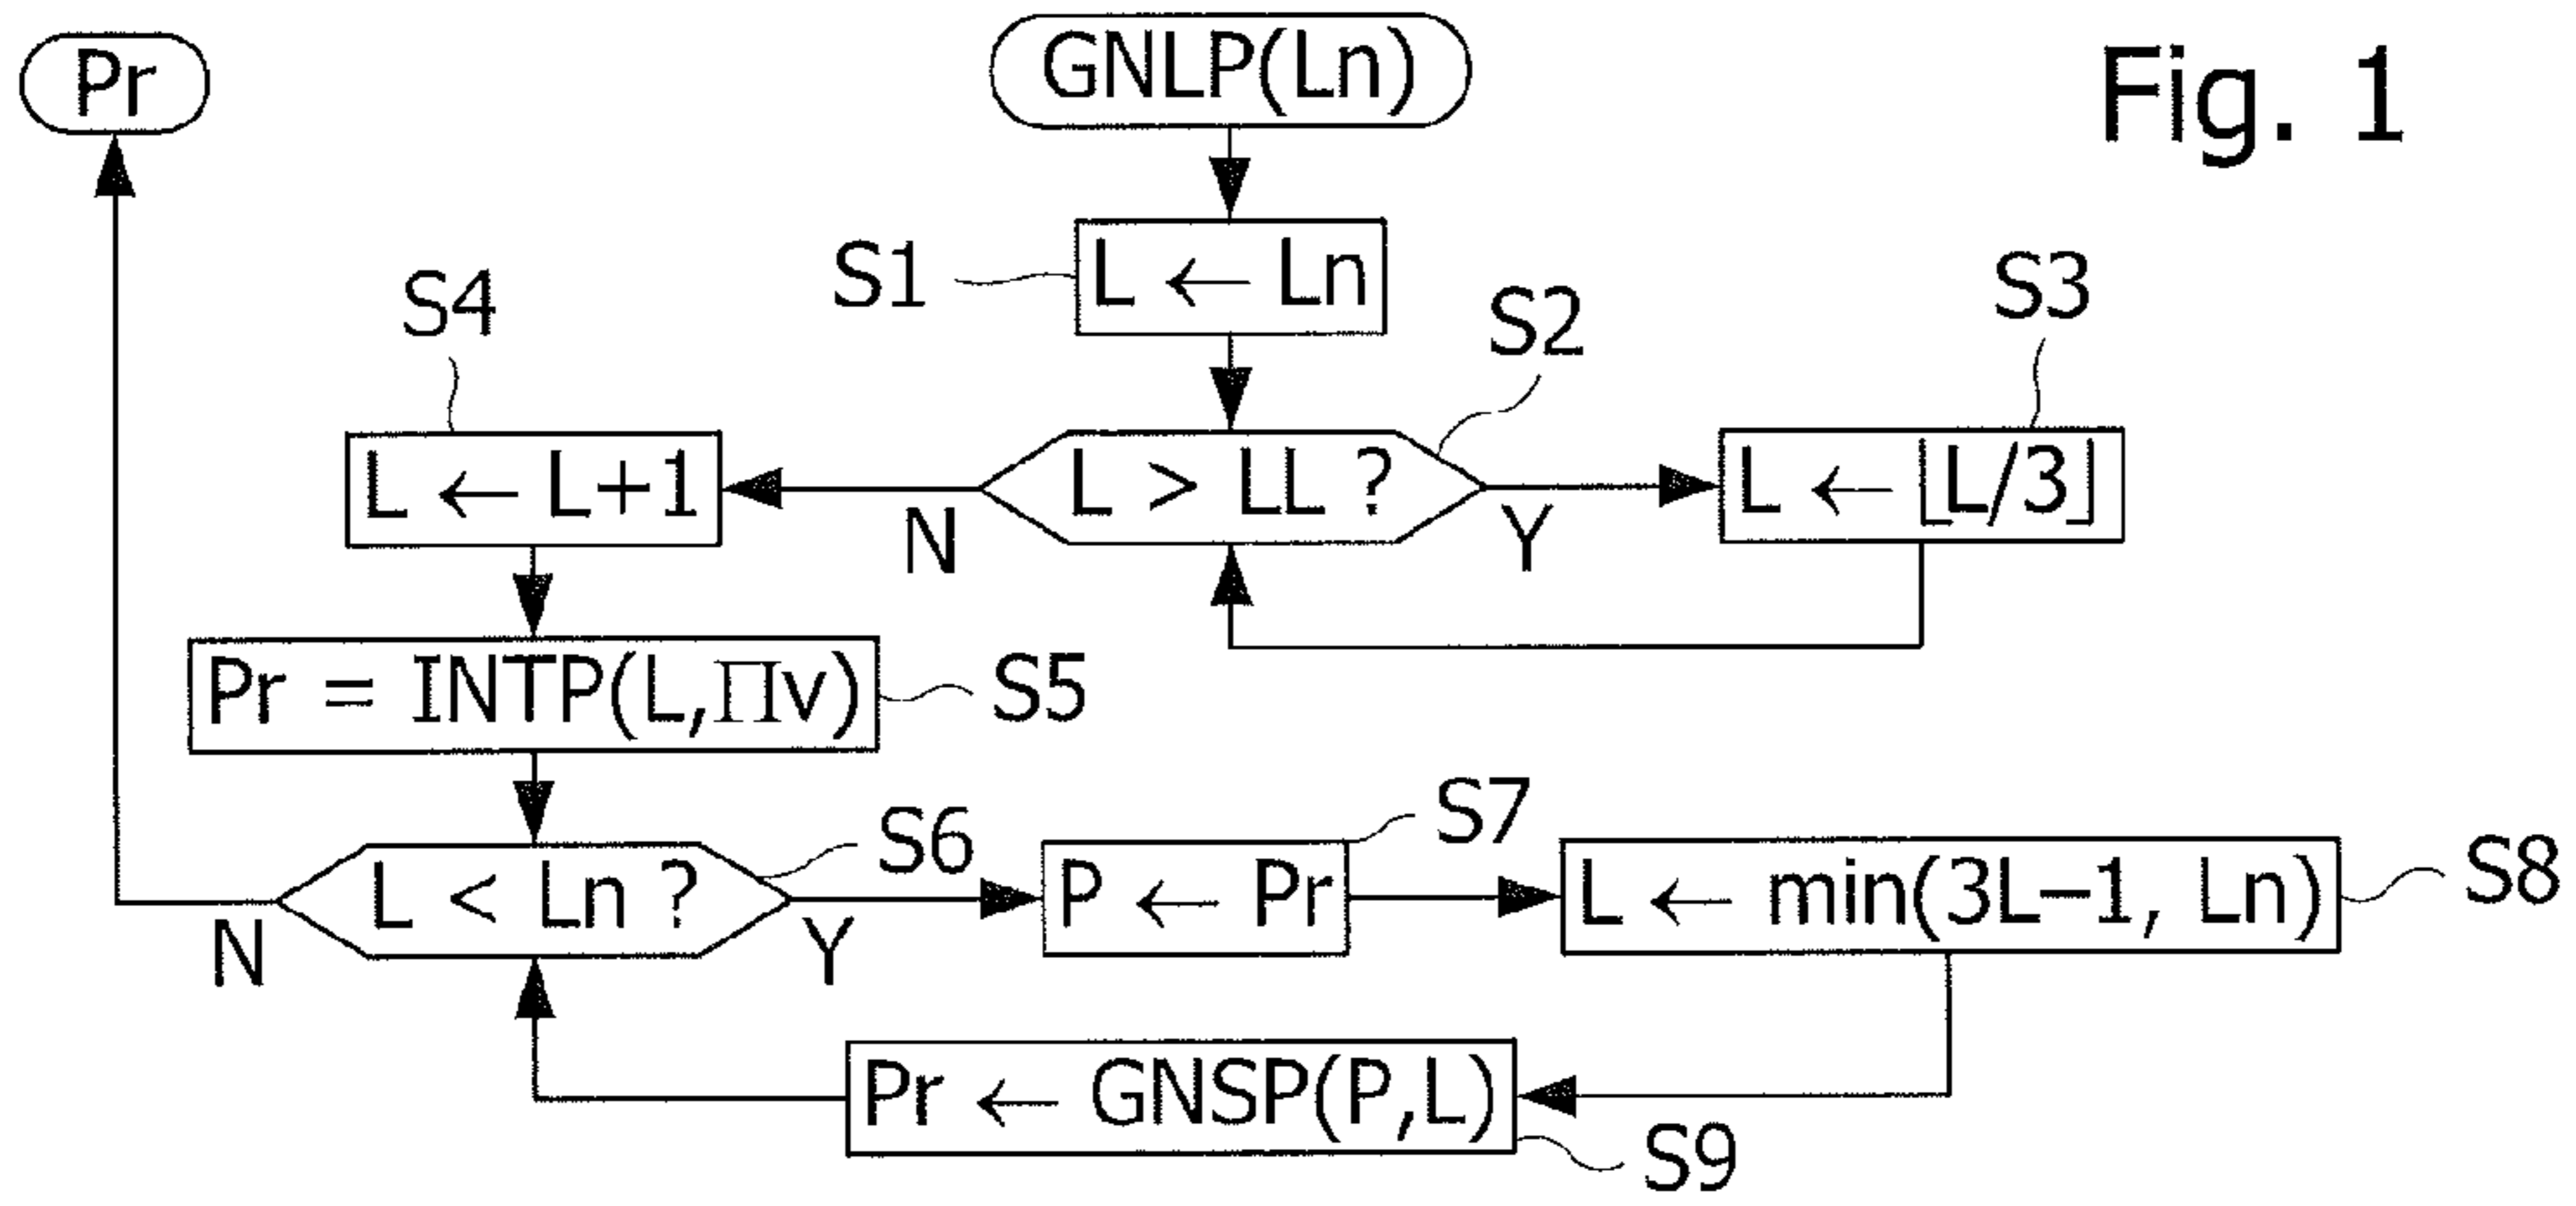 Pr
GNLP(Ln)
Fig. 1
S1
L ← Ln
S2
S3
S4
L ← L+1
L > LL ?
N
Y
L ← ⌊L/3⌋
Pr = INTP(L,Πv)
S5
L < Ln ?
S6
N
Y
S7
P ← Pr
L ← min(3L−1, Ln)
S8
Pr ← GNSP(P,L)
S9